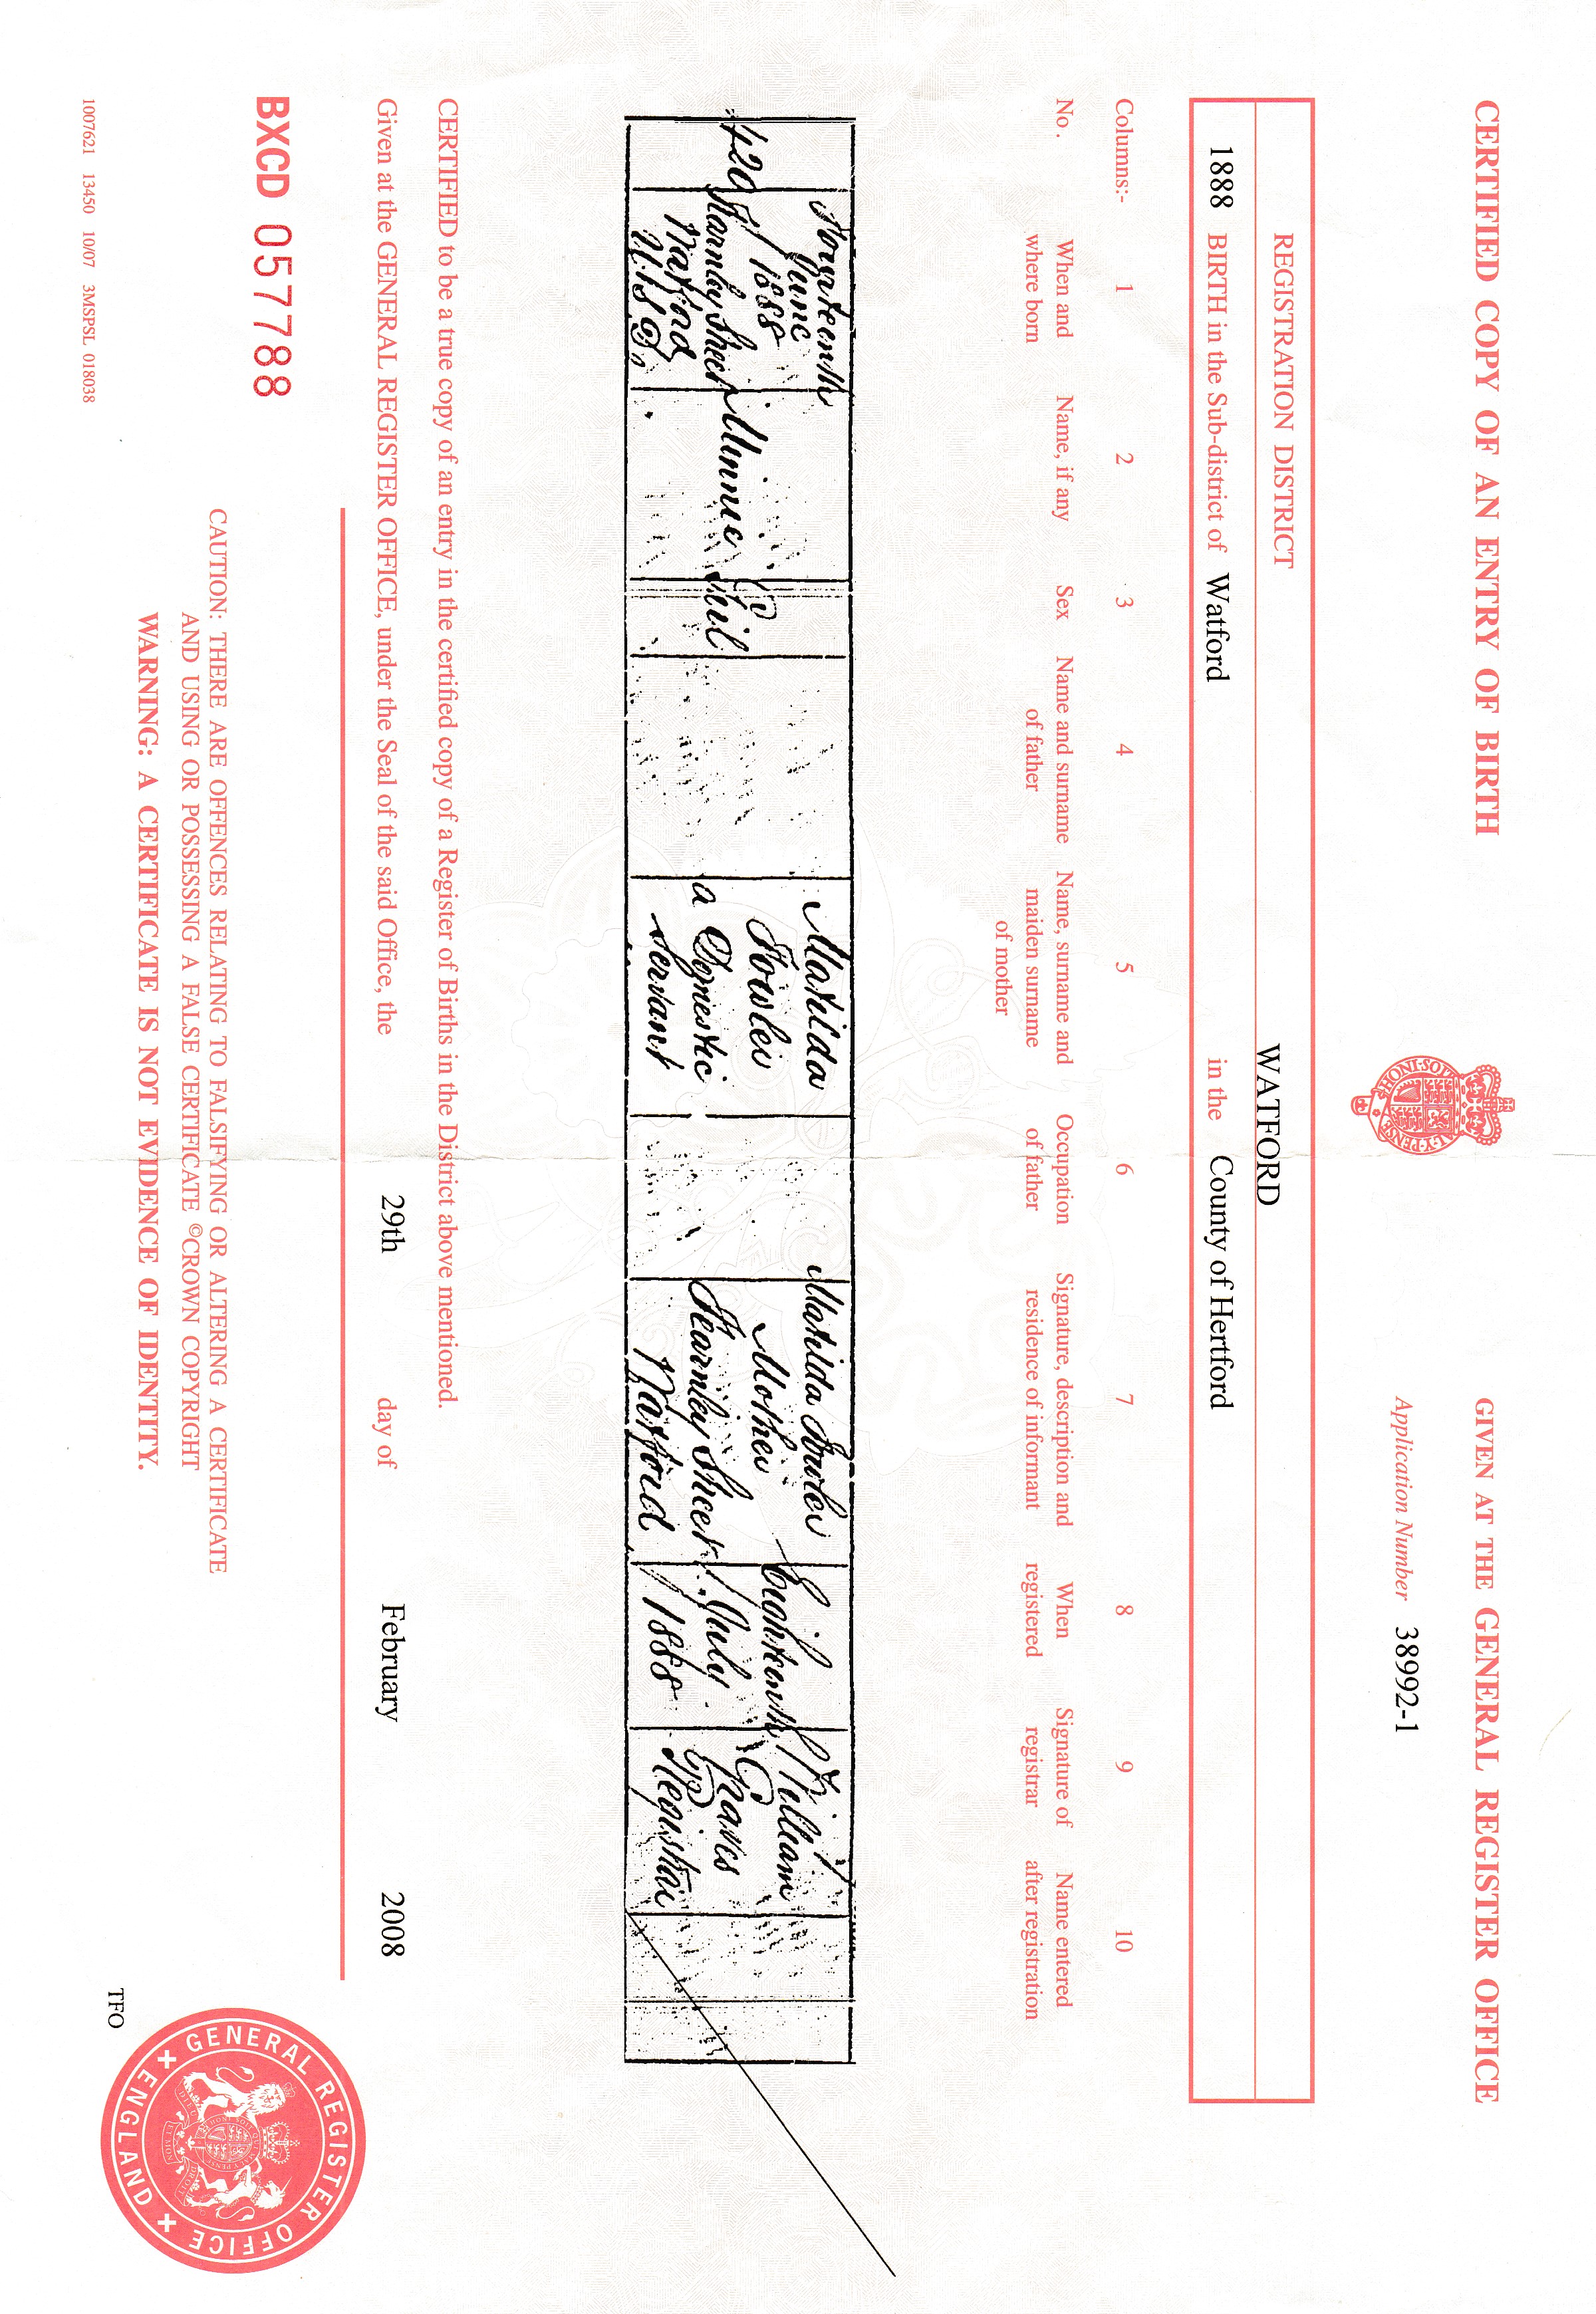 CERTIFIED COPY OF AN ENTRY OF BIRTH
GIVEN AT THE GENERAL REGISTER OFFICE
HONI·SOIT AL·Y·PENSE
Application Number 38992-1
REGISTRATION DISTRICT WATFORD
1888 BIRTH in the Sub-district of Watford in the County of Hertford
Columns:- 1 2 3 4 5 6 7 8 9 10
No. When and where born
Name, if any
Sex
Name and surname of father
Name, surname and maiden surname of mother
Occupation of father
Signature, description and residence of informant
When registered
Signature of registrar
Name entered after registration
420
Fourteenth
June
1888
Fearnley Street
Watford
U.S.D.
Minnie
Girl
Matilda
Fowler
a Domestic
Servant
Matilda Fowler
Mother
Fearnley Street
Watford
Eighteenth
July
1888
William
Graves
Registrar
CERTIFIED to be a true copy of an entry in the certified copy of a Register of Births in the District above mentioned.
Given at the GENERAL REGISTER OFFICE, under the Seal of the said Office, the 29th day of February 2008
BXCD 057788
CAUTION: THERE ARE OFFENCES RELATING TO FALSIFYING OR ALTERING A CERTIFICATE
AND USING OR POSSESSING A FALSE CERTIFICATE ©CROWN COPYRIGHT
WARNING: A CERTIFICATE IS NOT EVIDENCE OF IDENTITY.
GENERAL REGISTER OFFICE
ENGLAND
TFO
1007621 13450 10/07 3MSPSL 018038